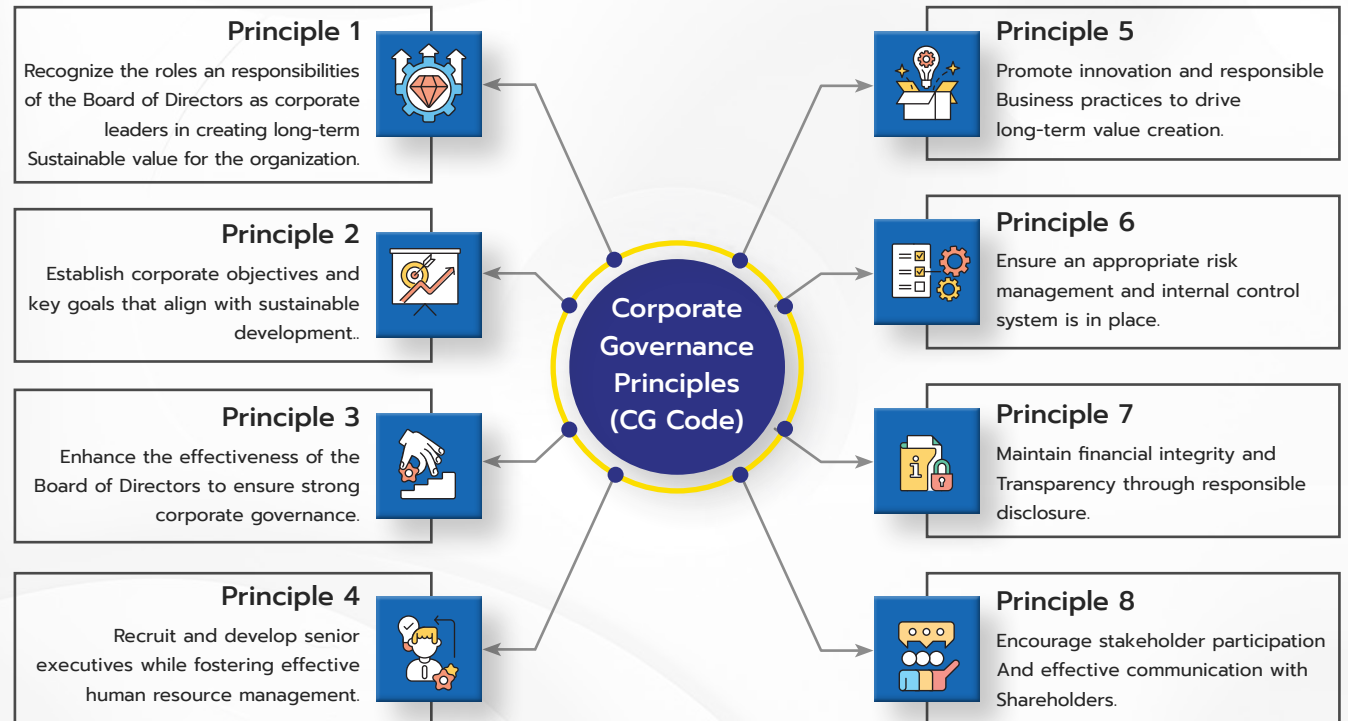 Principle 1
Recognize the roles an responsibilities
of the Board of Directors as corporate
leaders in creating long-term
Sustainable value for the organization.
Principle 2
Establish corporate objectives and
key goals that align with sustainable
development..
Principle 3
Enhance the effectiveness of the
Board of Directors to ensure strong
corporate governance.
Principle 4
Recruit and develop senior
executives while fostering effective
human resource management.
Corporate
Governance
Principles
(CG Code)
Principle 5
Promote innovation and responsible
Business practices to drive
long-term value creation.
Principle 6
Ensure an appropriate risk
management and internal control
system is in place.
Principle 7
Maintain financial integrity and
Transparency through responsible
disclosure.
Principle 8
Encourage stakeholder participation
And effective communication with
Shareholders.